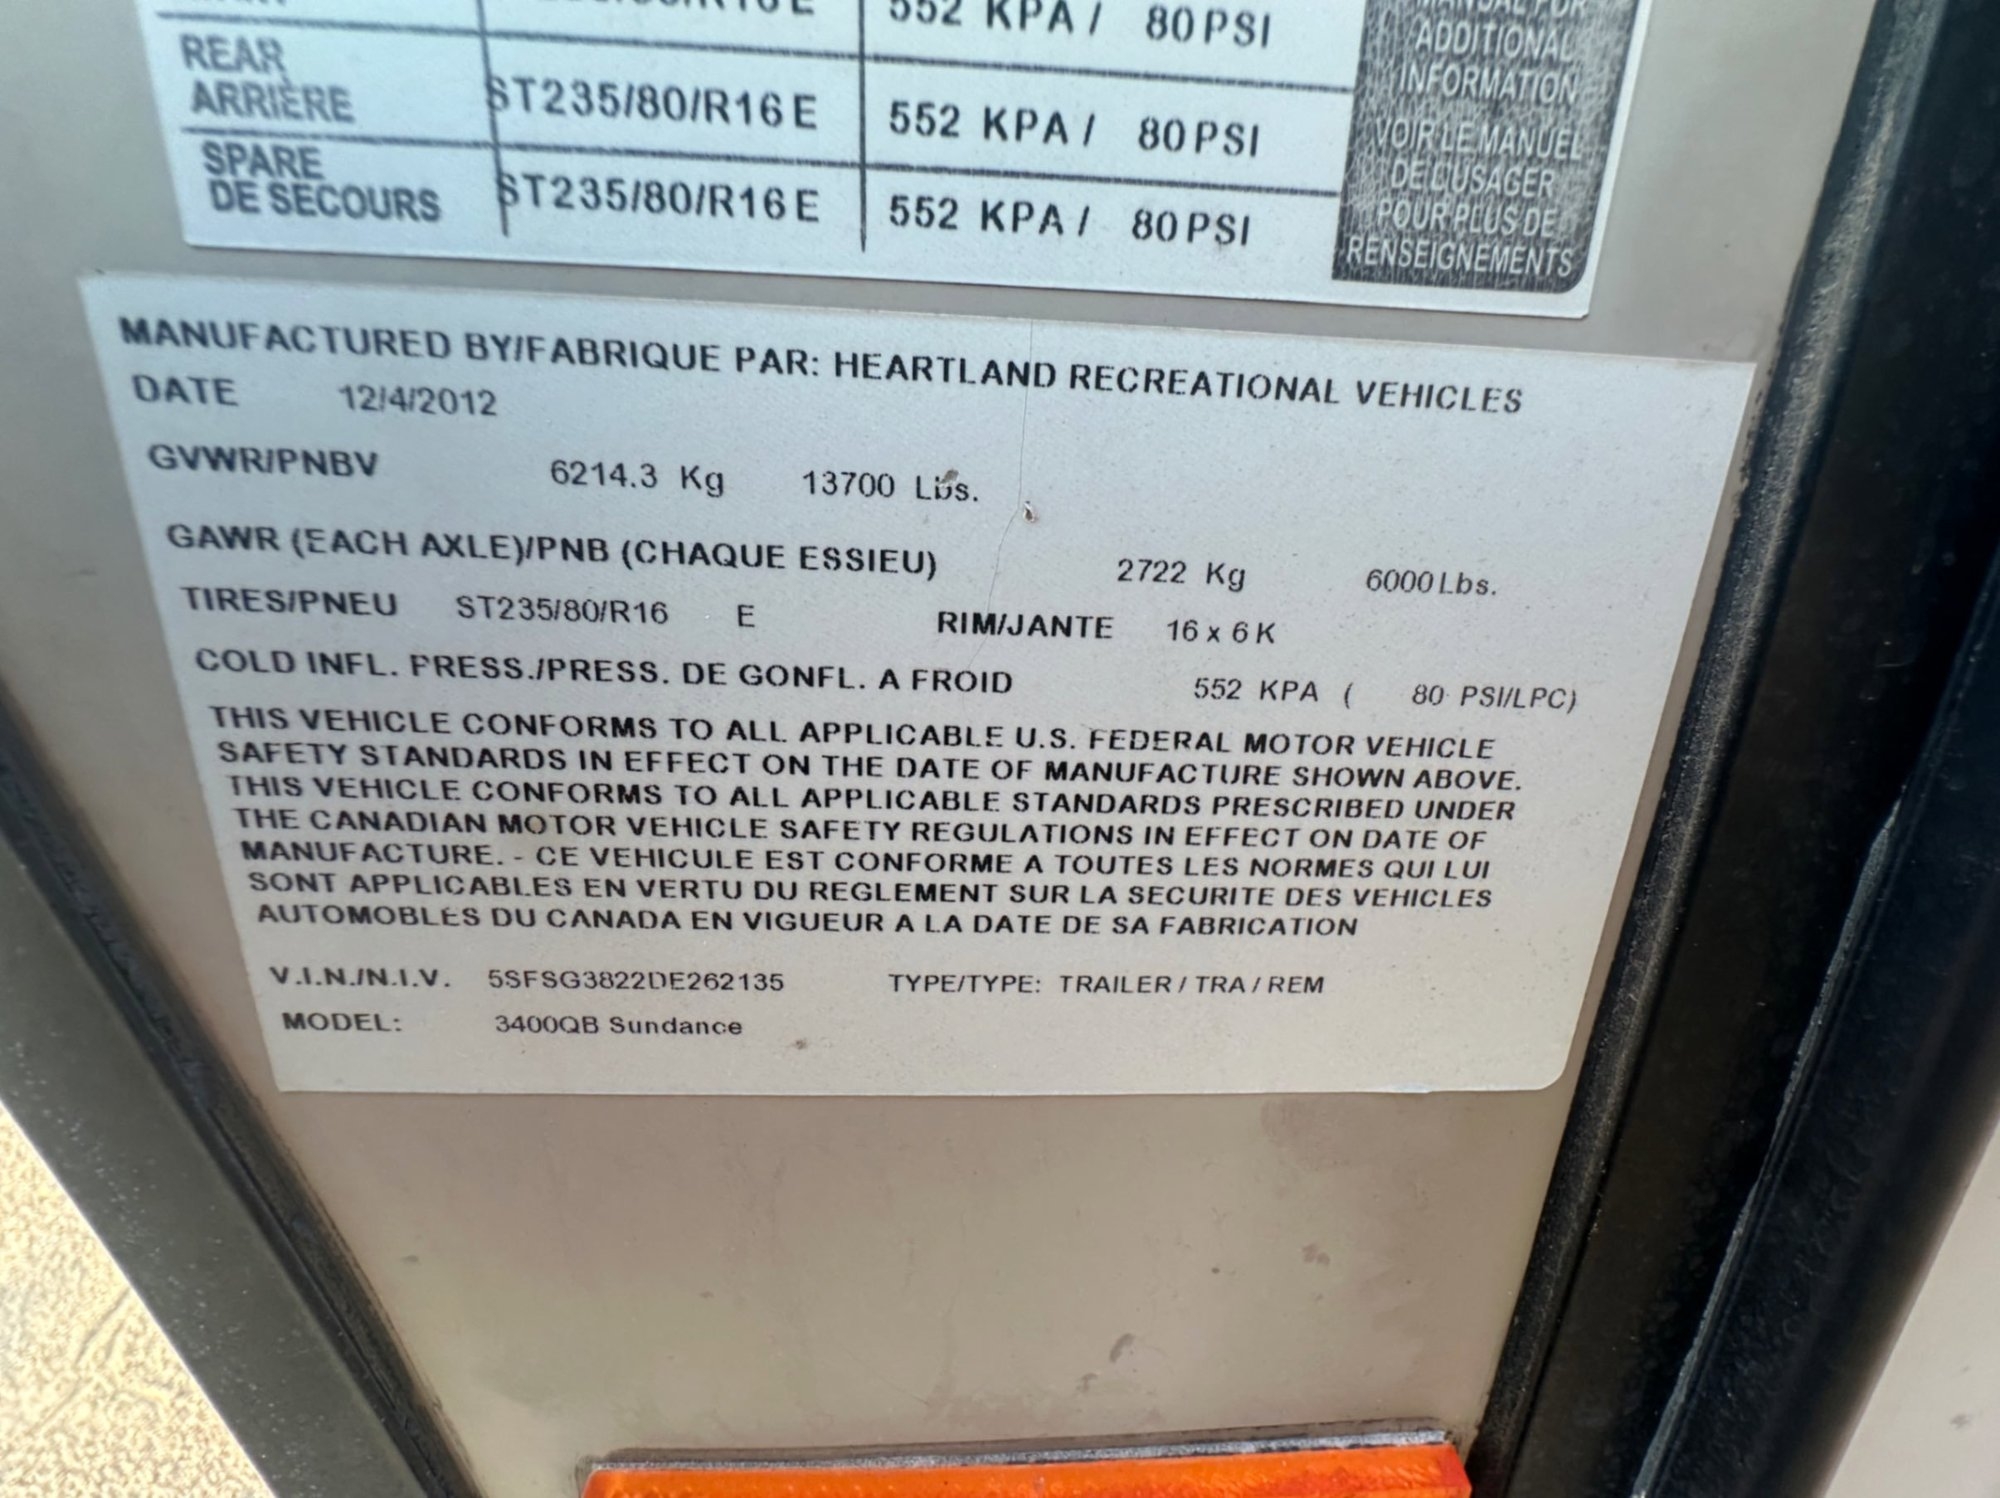 552 KPA / 80 PSI
MANUAL FOR
ADDITIONAL
INFORMATION
VOIR LE MANUEL
DE L'USAGER
POUR PLUS DE
RENSEIGNEMENTS
REAR
ARRIÈRE ST235/80/R16 E 552 KPA / 80 PSI
SPARE
DE SECOURS ST235/80/R16 E 552 KPA / 80 PSI
MANUFACTURED BY/FABRIQUE PAR: HEARTLAND RECREATIONAL VEHICLES
DATE 12/4/2012
GVWR/PNBV 6214.3 Kg 13700 Lbs.
GAWR (EACH AXLE)/PNB (CHAQUE ESSIEU) 2722 Kg 6000 Lbs.
TIRES/PNEU ST235/80/R16 E RIM/JANTE 16 x 6 K
COLD INFL. PRESS./PRESS. DE GONFL. A FROID 552 KPA ( 80 PSI/LPC)
THIS VEHICLE CONFORMS TO ALL APPLICABLE U.S. FEDERAL MOTOR VEHICLE
SAFETY STANDARDS IN EFFECT ON THE DATE OF MANUFACTURE SHOWN ABOVE.
THIS VEHICLE CONFORMS TO ALL APPLICABLE STANDARDS PRESCRIBED UNDER
THE CANADIAN MOTOR VEHICLE SAFETY REGULATIONS IN EFFECT ON DATE OF
MANUFACTURE. - CE VEHICULE EST CONFORME A TOUTES LES NORMES QUI LUI
SONT APPLICABLES EN VERTU DU REGLEMENT SUR LA SECURITE DES VEHICLES
AUTOMOBLES DU CANADA EN VIGUEUR A LA DATE DE SA FABRICATION
V.I.N./N.I.V. 5SFSG3822DE262135 TYPE/TYPE: TRAILER / TRA / REM
MODEL: 3400QB Sundance